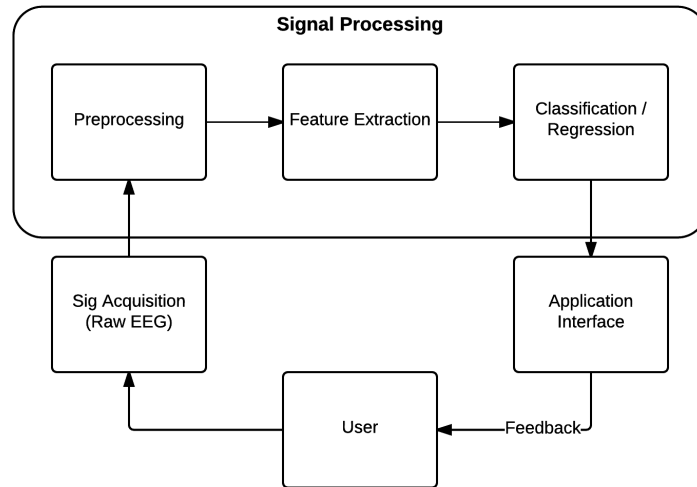 Signal Processing
Preprocessing
Feature Extraction
Classification /
Regression
Sig Acquisition
(Raw EEG)
Application
Interface
User
Feedback